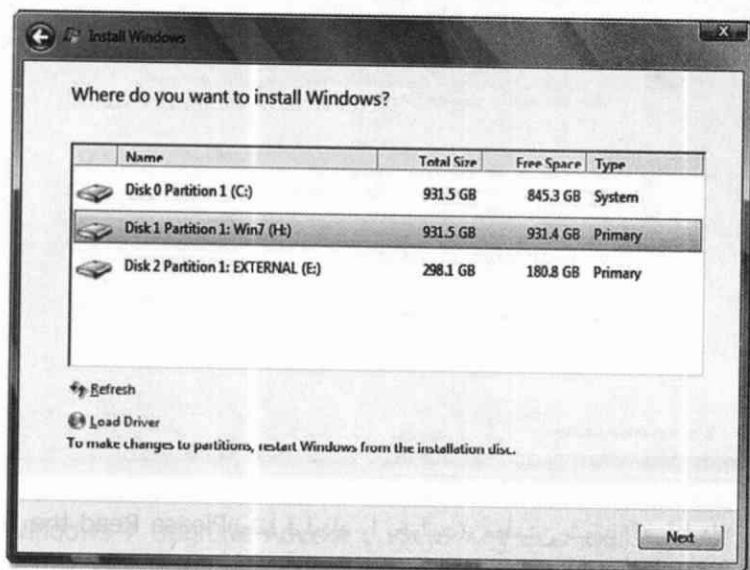 Install Windows
Where do you want to install Windows?
Name Total Size Free Space Type
Disk 0 Partition 1 (C:) 931.5 GB 845.3 GB System
Disk 1 Partition 1: Win7 (H:) 931.5 GB 931.4 GB Primary
Disk 2 Partition 1: EXTERNAL (E:) 298.1 GB 180.8 GB Primary
Refresh
Load Driver
To make changes to partitions, restart Windows from the installation disc.
Next